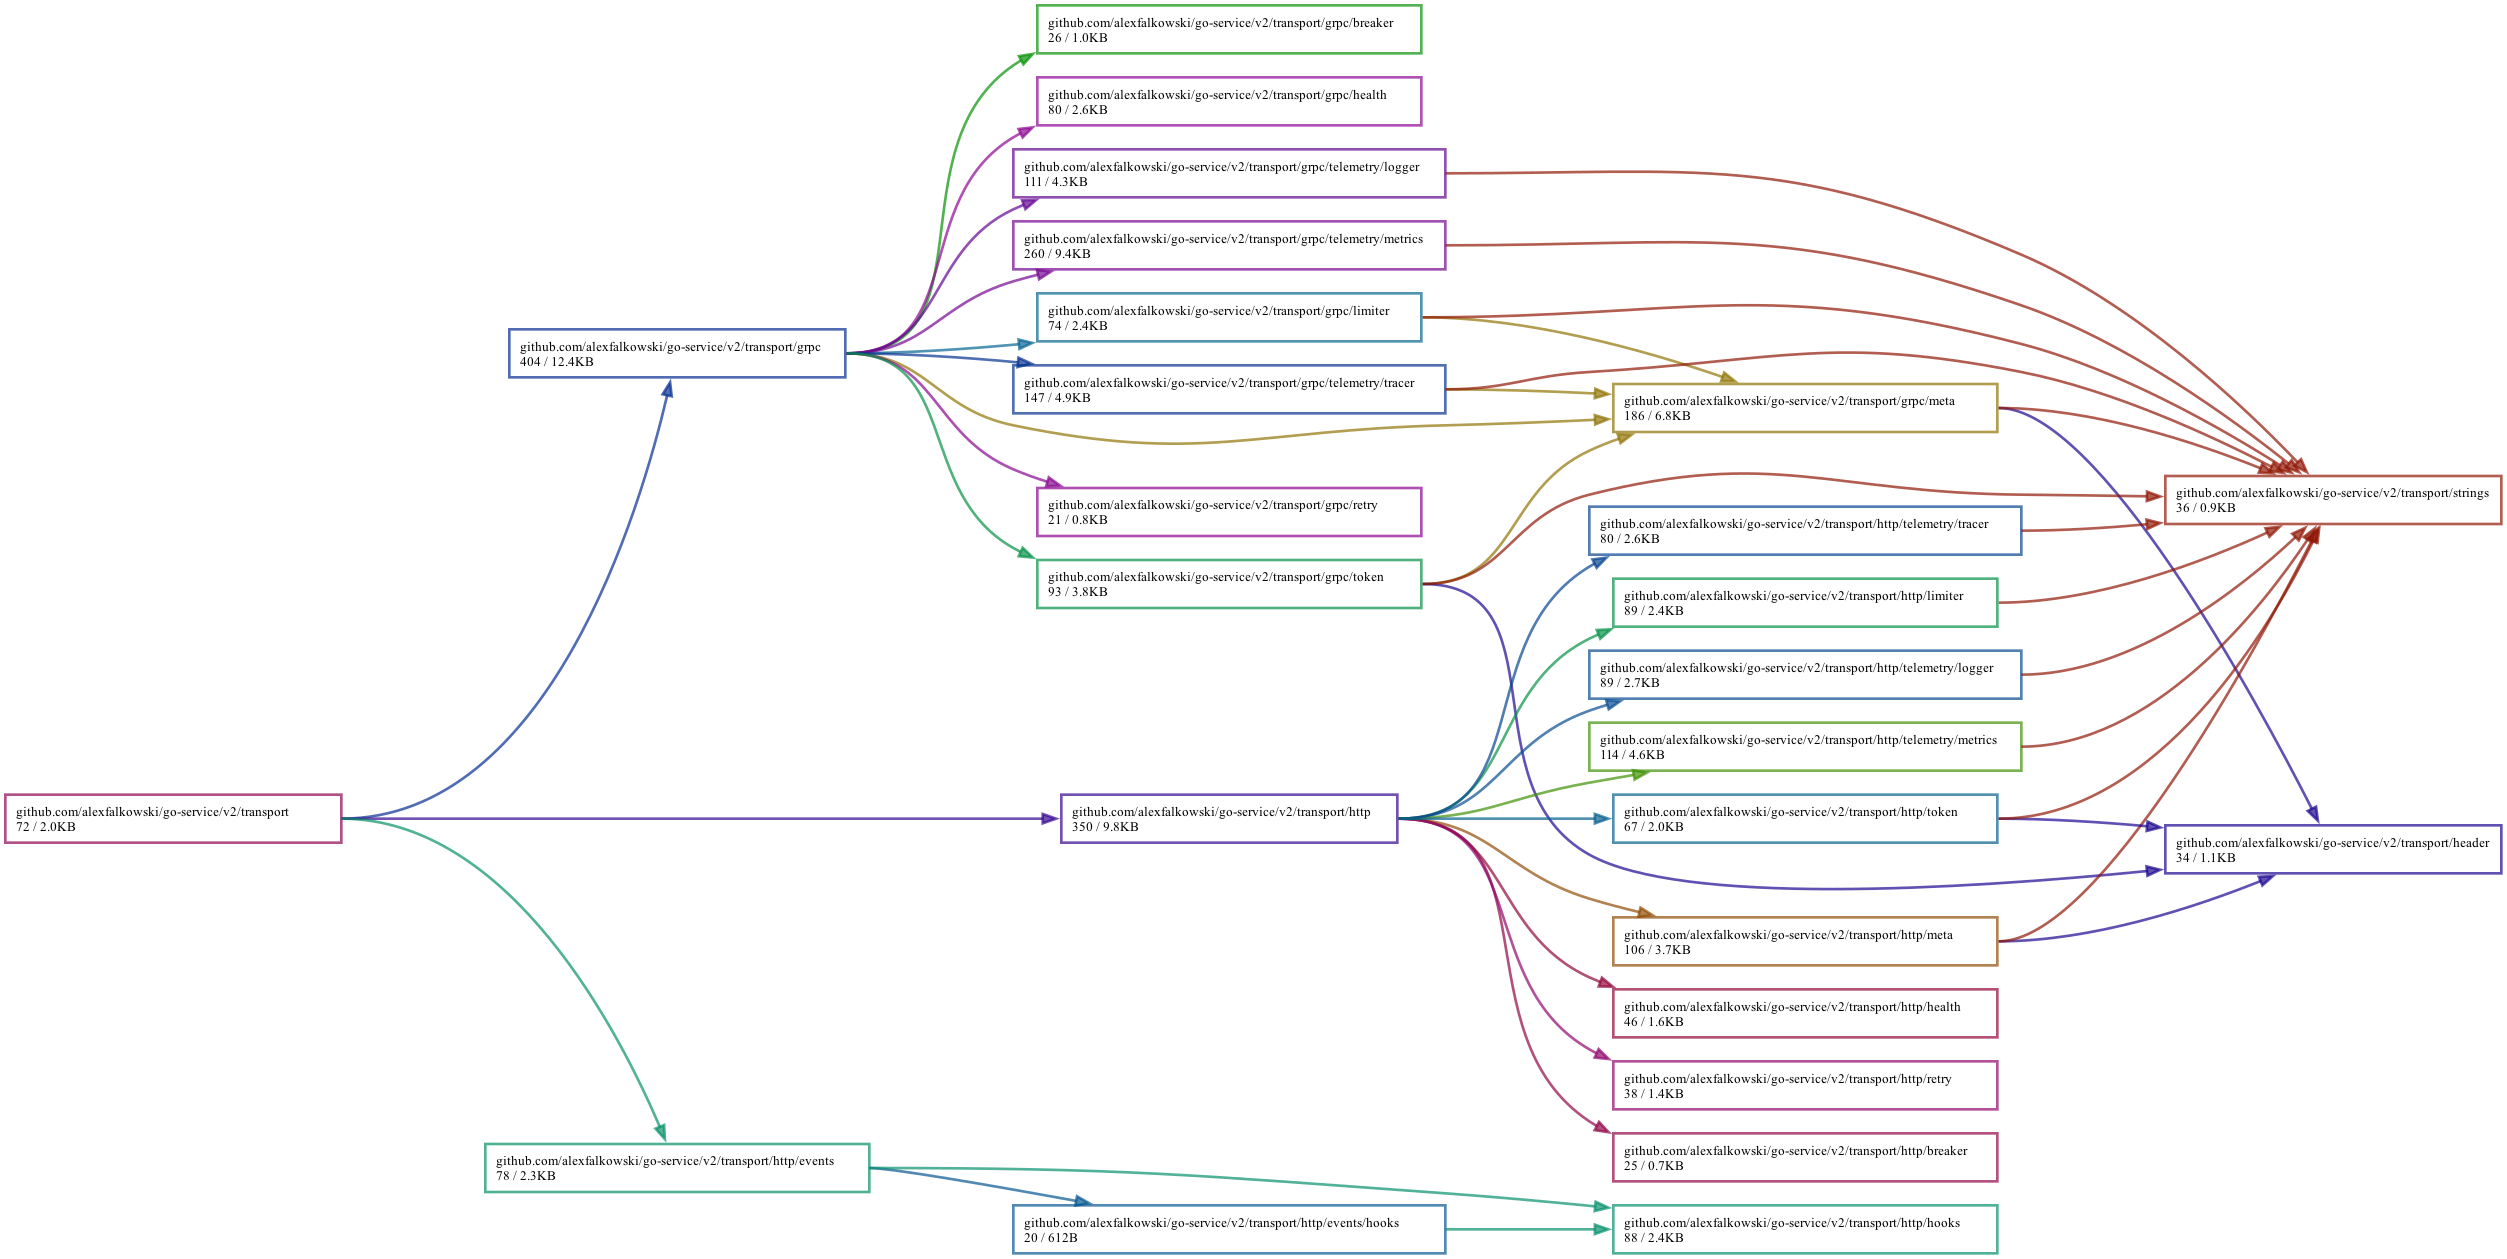 github.com/alexfalkowski/go-service/v2/transport/grpc/breaker
26 / 1.0KB
github.com/alexfalkowski/go-service/v2/transport/grpc/health
80 / 2.6KB
github.com/alexfalkowski/go-service/v2/transport/grpc/telemetry/logger
111 / 4.3KB
github.com/alexfalkowski/go-service/v2/transport/grpc/telemetry/metrics
260 / 9.4KB
github.com/alexfalkowski/go-service/v2/transport/grpc/limiter
74 / 2.4KB
github.com/alexfalkowski/go-service/v2/transport/grpc
404 / 12.4KB
github.com/alexfalkowski/go-service/v2/transport/grpc/telemetry/tracer
147 / 4.9KB
github.com/alexfalkowski/go-service/v2/transport/grpc/meta
186 / 6.8KB
github.com/alexfalkowski/go-service/v2/transport/grpc/retry
21 / 0.8KB
github.com/alexfalkowski/go-service/v2/transport/strings
36 / 0.9KB
github.com/alexfalkowski/go-service/v2/transport/http/telemetry/tracer
80 / 2.6KB
github.com/alexfalkowski/go-service/v2/transport/grpc/token
93 / 3.8KB
github.com/alexfalkowski/go-service/v2/transport/http/limiter
89 / 2.4KB
github.com/alexfalkowski/go-service/v2/transport/http/telemetry/logger
89 / 2.7KB
github.com/alexfalkowski/go-service/v2/transport/http/telemetry/metrics
114 / 4.6KB
github.com/alexfalkowski/go-service/v2/transport
72 / 2.0KB
github.com/alexfalkowski/go-service/v2/transport/http
350 / 9.8KB
github.com/alexfalkowski/go-service/v2/transport/http/token
67 / 2.0KB
github.com/alexfalkowski/go-service/v2/transport/header
34 / 1.1KB
github.com/alexfalkowski/go-service/v2/transport/http/meta
106 / 3.7KB
github.com/alexfalkowski/go-service/v2/transport/http/health
46 / 1.6KB
github.com/alexfalkowski/go-service/v2/transport/http/retry
38 / 1.4KB
github.com/alexfalkowski/go-service/v2/transport/http/breaker
25 / 0.7KB
github.com/alexfalkowski/go-service/v2/transport/http/events
78 / 2.3KB
github.com/alexfalkowski/go-service/v2/transport/http/events/hooks
20 / 612B
github.com/alexfalkowski/go-service/v2/transport/http/hooks
88 / 2.4KB